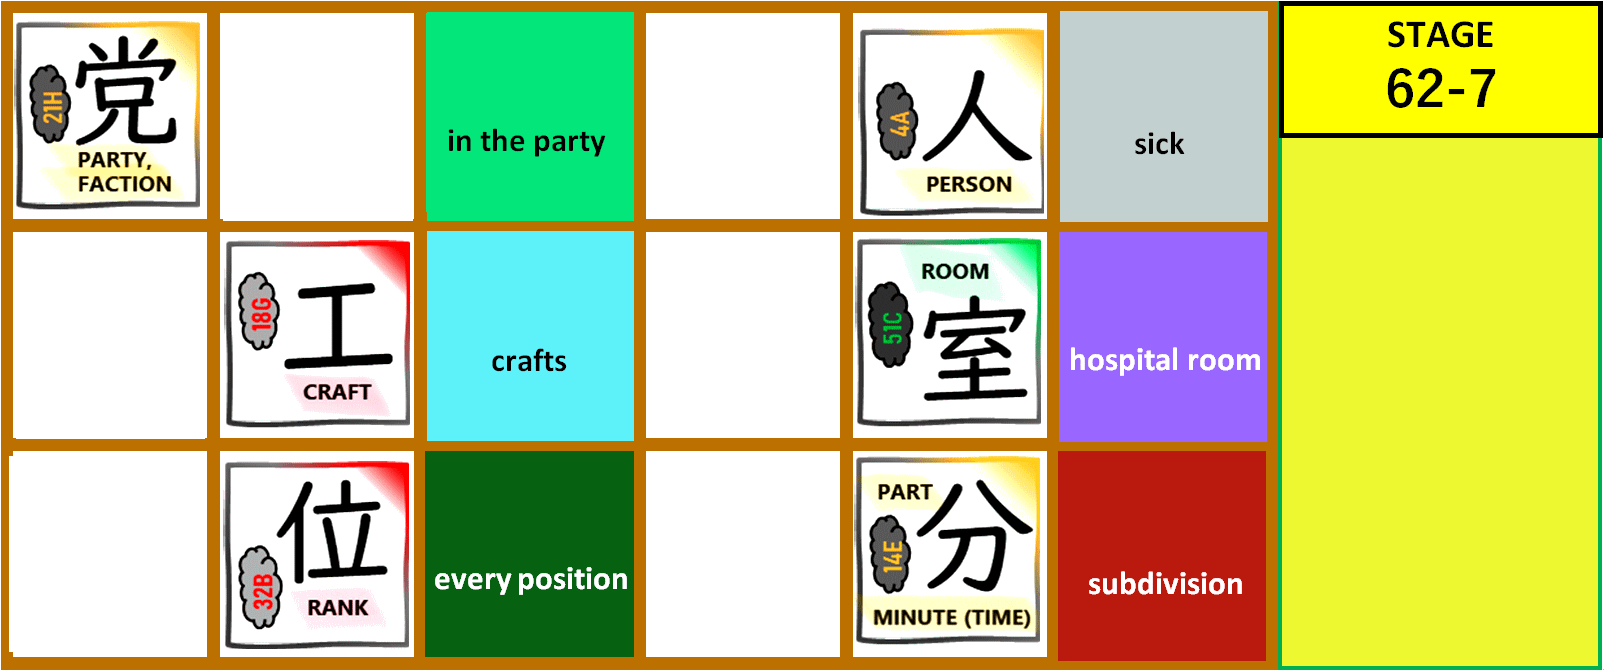 21H
党
PARTY,
FACTION
in the party
4A
人
PERSON
sick
STAGE
62-7
18G
工
CRAFT
crafts
ROOM
51C
室
hospital room
位
32B
RANK
every position
PART
14E
分
MINUTE (TIME)
subdivision